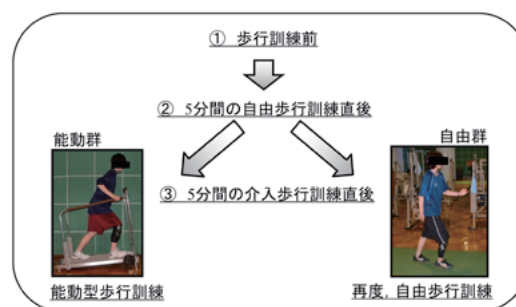 ① 歩行訓練前
② 5分間の自由歩行訓練直後
能動群
自由群
③ 5分間の介入歩行訓練直後
能動型歩行訓練
再度，自由歩行訓練